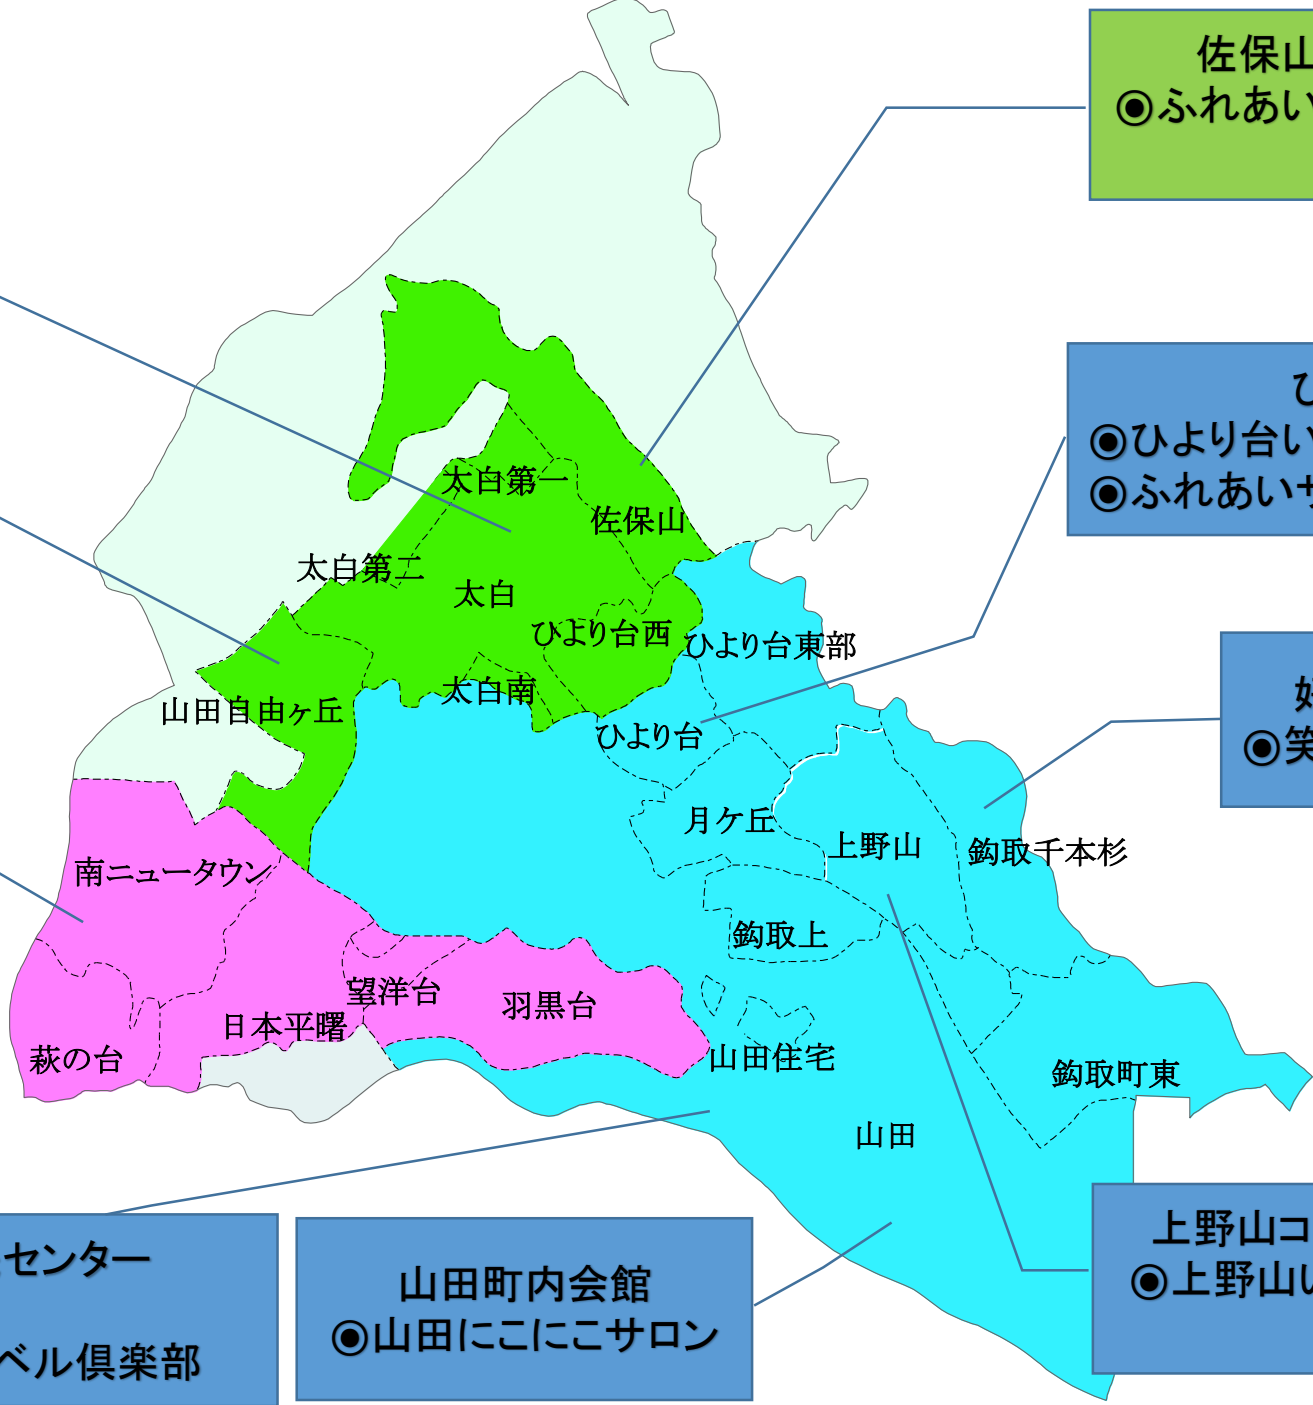 佐保山
◉ふれあい
ひ
◉ひより台い
◉ふれあいサ
太白第一
佐保山
太白第二
太白
ひより台西
ひより台東部
太白南
山田自由ヶ丘
ひより台
◉笑
月ケ丘
上野山
鈎取千本杉
南ニュータウン
鈎取上
望洋台
羽黒台
日本平曙
萩の台
山田住宅
鈎取町東
山田
センター
ベル倶楽部
山田町内会館
◉山田にこにこサロン
上野山コ
◉上野山い